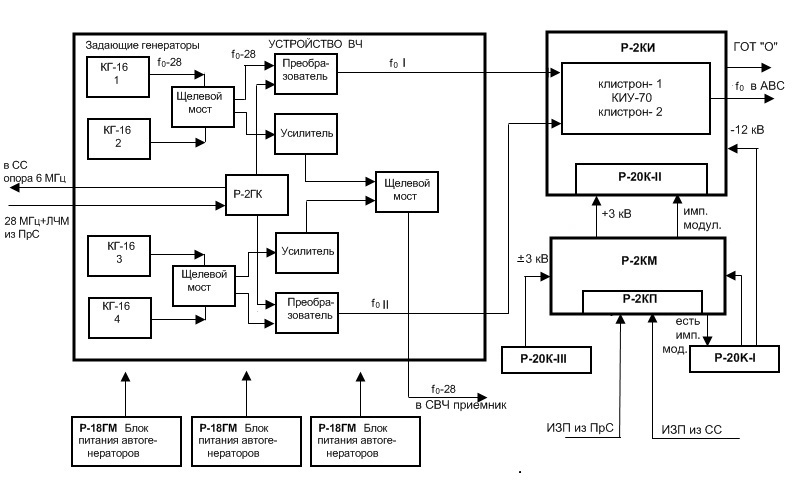 Задающие генераторы
УСТРОЙСТВО ВЧ
КГ-16
1
f₀-28
f₀-28
Щелевой
мост
КГ-16
2
Преобра-
зователь
f₀ I
Усилитель
в СС
опора 6 МГц
28 МГц+ЛЧМ
из ПрС
Р-2ГК
Щелевой
мост
КГ-16
3
Щелевой
мост
КГ-16
4
Усилитель
Преобра-
зователь
f₀ II
f₀-28
в СВЧ приемник
Р-18ГМ Блок
питания автоге-
нераторов
Р-18ГМ Блок
питания автоге-
нераторов
Р-18ГМ Блок
питания автоге-
нераторов
Р-2КИ
клистрон- 1
КИУ-70
клистрон- 2
ГОТ "О"
f₀ в АВС
-12 кВ
Р-20К-II
+3 кВ
имп.
модул.
±3 кВ
Р-2КМ
Р-2КП
есть
имп.
мод.
Р-20К-III
Р-20К-I
ИЗП из ПрС
ИЗП из СС